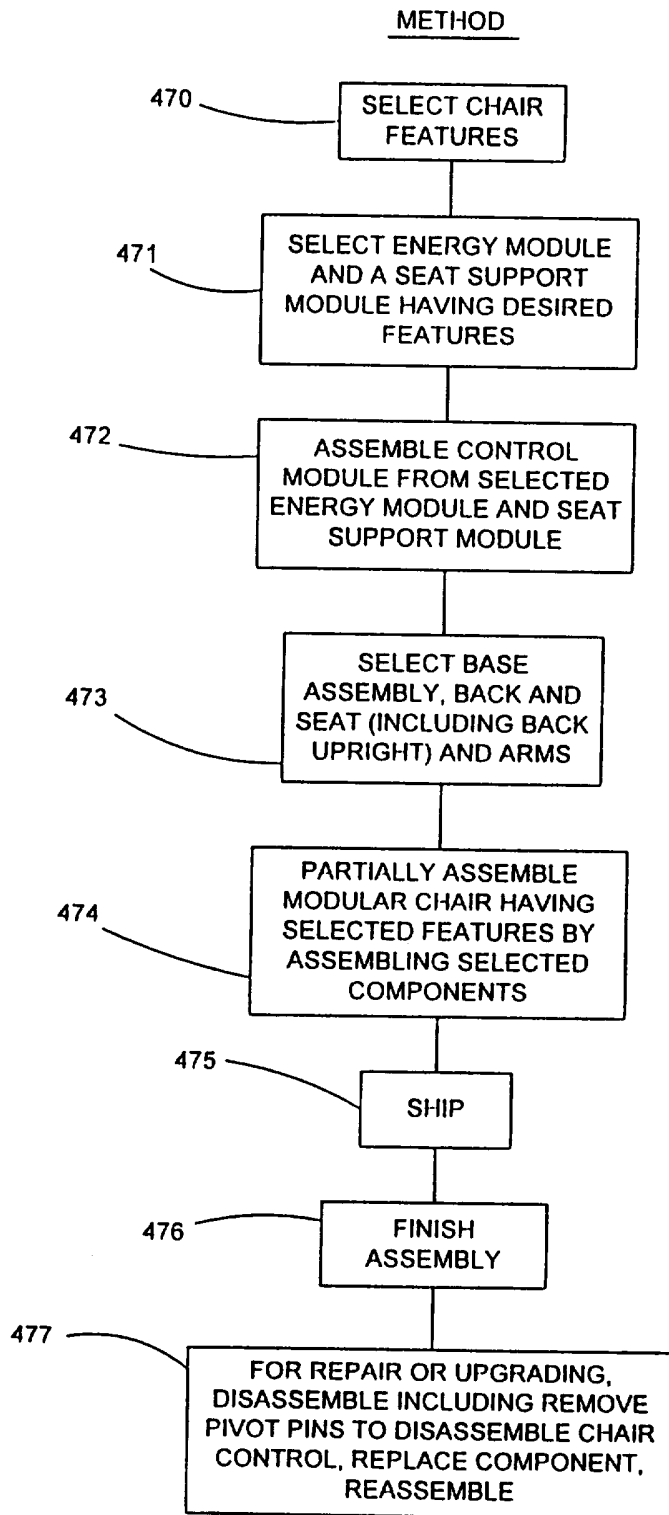 METHOD
470
SELECT CHAIR
FEATURES
471
SELECT ENERGY MODULE
AND A SEAT SUPPORT
MODULE HAVING DESIRED
FEATURES
472
ASSEMBLE CONTROL
MODULE FROM SELECTED
ENERGY MODULE AND SEAT
SUPPORT MODULE
473
SELECT BASE
ASSEMBLY, BACK AND
SEAT (INCLUDING BACK
UPRIGHT) AND ARMS
474
PARTIALLY ASSEMBLE
MODULAR CHAIR HAVING
SELECTED FEATURES BY
ASSEMBLING SELECTED
COMPONENTS
475
SHIP
476
FINISH
ASSEMBLY
477
FOR REPAIR OR UPGRADING,
DISASSEMBLE INCLUDING REMOVE
PIVOT PINS TO DISASSEMBLE CHAIR
CONTROL, REPLACE COMPONENT,
REASSEMBLE